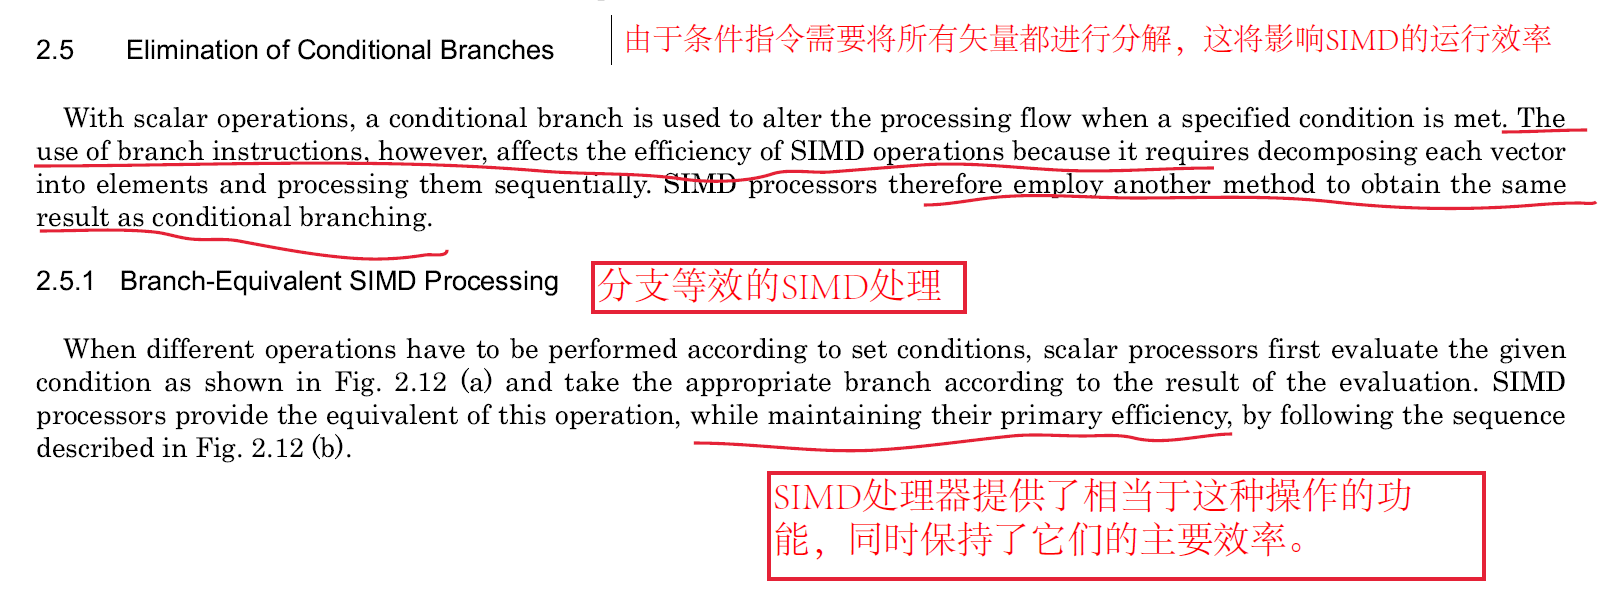 2.5 Elimination of Conditional Branches
由于条件指令需要将所有矢量都进行分解，这将影响SIMD的运行效率
With scalar operations, a conditional branch is used to alter the processing flow when a specified condition is met. The
use of branch instructions, however, affects the efficiency of SIMD operations because it requires decomposing each vector
into elements and processing them sequentially. SIMD processors therefore employ another method to obtain the same
result as conditional branching.
2.5.1 Branch-Equivalent SIMD Processing
分支等效的SIMD处理
When different operations have to be performed according to set conditions, scalar processors first evaluate the given
condition as shown in Fig. 2.12 (a) and take the appropriate branch according to the result of the evaluation. SIMD
processors provide the equivalent of this operation, while maintaining their primary efficiency, by following the sequence
described in Fig. 2.12 (b).
SIMD处理器提供了相当于这种操作的功
能，同时保持了它们的主要效率。